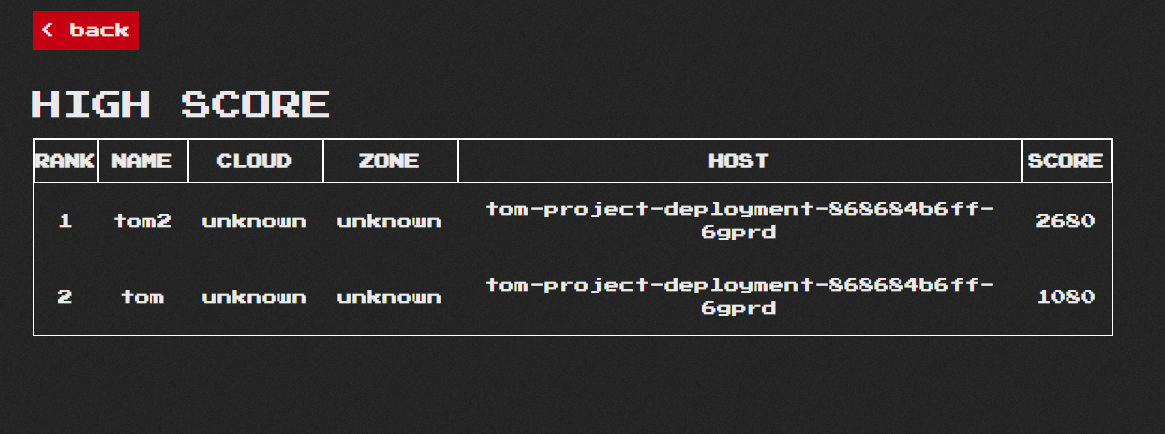 < back
HIGH SCORE
RANK NAME CLOUD ZONE HOST SCORE
1 tom2 unknown unknown tom-project-deployment-868684b6ff-6gprd 2680
2 tom unknown unknown tom-project-deployment-868684b6ff-6gprd 1080